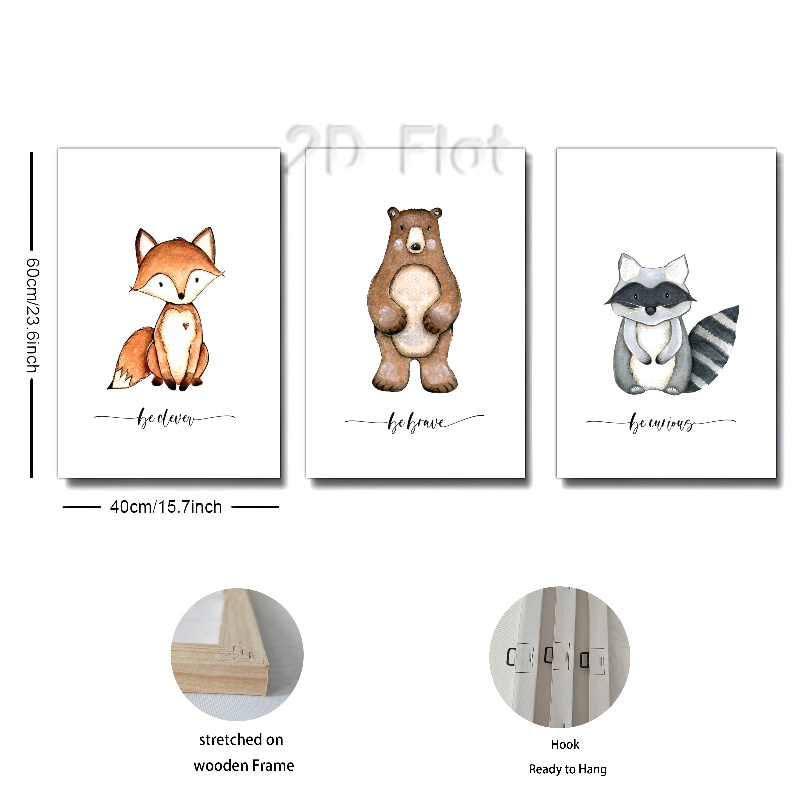 2D Flat
60cm/23.6inch
be clever
be brave
be curious
40cm/15.7inch
stretched on
wooden Frame
Hook
Ready to Hang